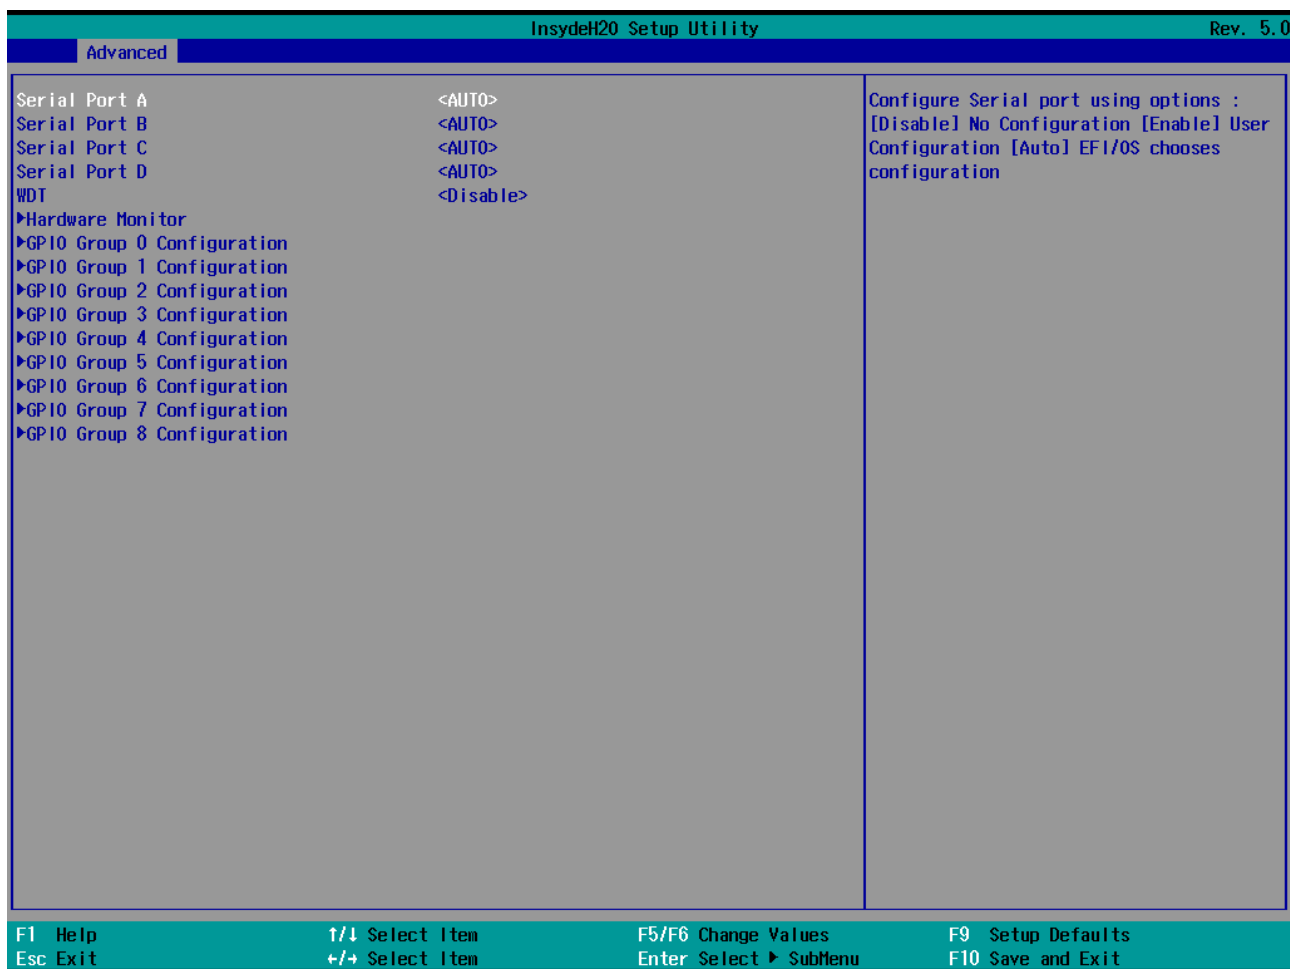 InsydeH20 Setup Utility Rev. 5.0
Advanced
Serial Port A <AUTO>
Serial Port B <AUTO>
Serial Port C <AUTO>
Serial Port D <AUTO>
WDT <Disable>
▶Hardware Monitor
▶GPIO Group 0 Configuration
▶GPIO Group 1 Configuration
▶GPIO Group 2 Configuration
▶GPIO Group 3 Configuration
▶GPIO Group 4 Configuration
▶GPIO Group 5 Configuration
▶GPIO Group 6 Configuration
▶GPIO Group 7 Configuration
▶GPIO Group 8 Configuration
Configure Serial port using options :
[Disable] No Configuration [Enable] User
Configuration [Auto] EFI/OS chooses
configuration
F1 Help ↑/↓ Select Item F5/F6 Change Values F9 Setup Defaults
Esc Exit ←/→ Select Item Enter Select ▶ SubMenu F10 Save and Exit